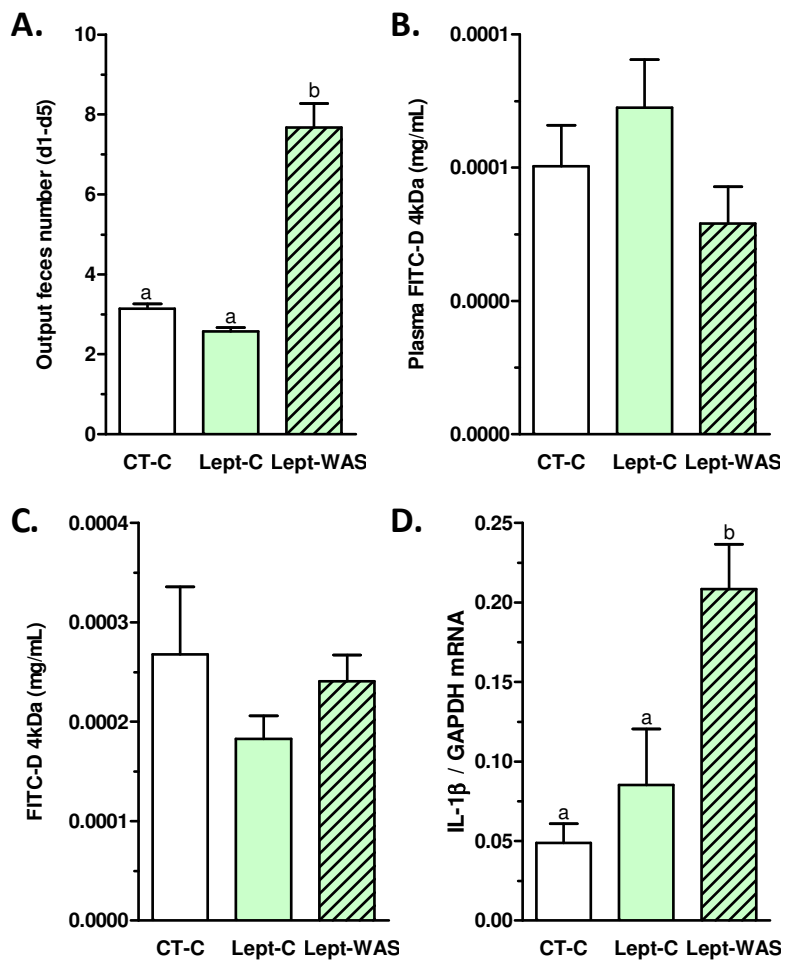 A.
Output feces number (d1-d5)
10
8
6
4
2
0
a
a
b
CT-C Lept-C Lept-WAS
B.
Plasma FITC-D 4kDa (mg/mL)
0.0001
0.0001
0.0000
0.0000
CT-C Lept-C Lept-WAS
C.
FITC-D 4kDa (mg/mL)
0.0004
0.0003
0.0002
0.0001
0.0000
CT-C Lept-C Lept-WAS
D.
IL-1β / GAPDH mRNA
0.25
0.20
0.15
0.10
0.05
0.00
a
a
b
CT-C Lept-C Lept-WAS